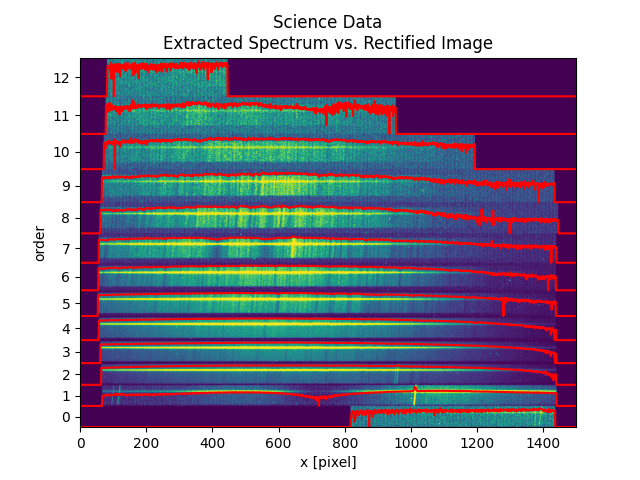 Science Data
Extracted Spectrum vs. Rectified Image
12
11
10
9
8
7
6
5
4
3
2
1
0
order
0 200 400 600 800 1000 1200 1400
x [pixel]